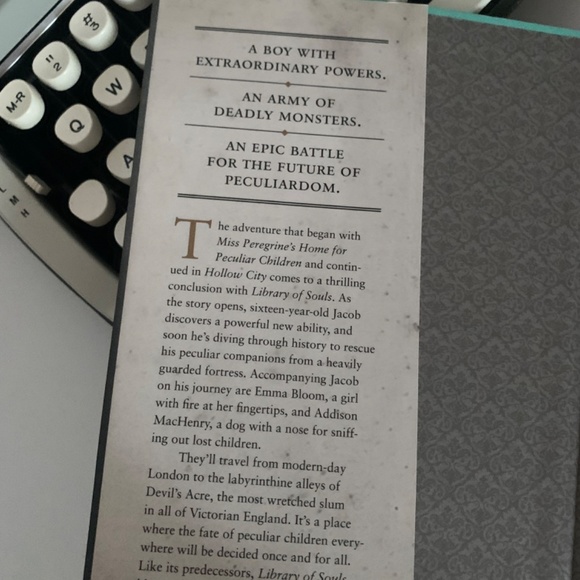 A BOY WITH
EXTRAORDINARY POWERS.
AN ARMY OF
DEADLY MONSTERS.
AN EPIC BATTLE
FOR THE FUTURE OF
PECULIARDOM.
The adventure that began with
Miss Peregrine's Home for
Peculiar Children and contin-
ued in Hollow City comes to a thrilling
conclusion with Library of Souls. As
the story opens, sixteen-year-old Jacob
discovers a powerful new ability, and
soon he's diving through history to rescue
his peculiar companions from a heavily
guarded fortress. Accompanying Jacob
on his journey are Emma Bloom, a girl
with fire at her fingertips, and Addison
MacHenry, a dog with a nose for sniff-
ing out lost children.
They'll travel from modern-day
London to the labyrinthine alleys of
Devil's Acre, the most wretched slum
in all of Victorian England. It's a place
where the fate of peculiar children every-
where will be decided once and for all.
Like its predecessors, Library of Souls
#
3
"
2
M-R
W
Q
A
L
M
H